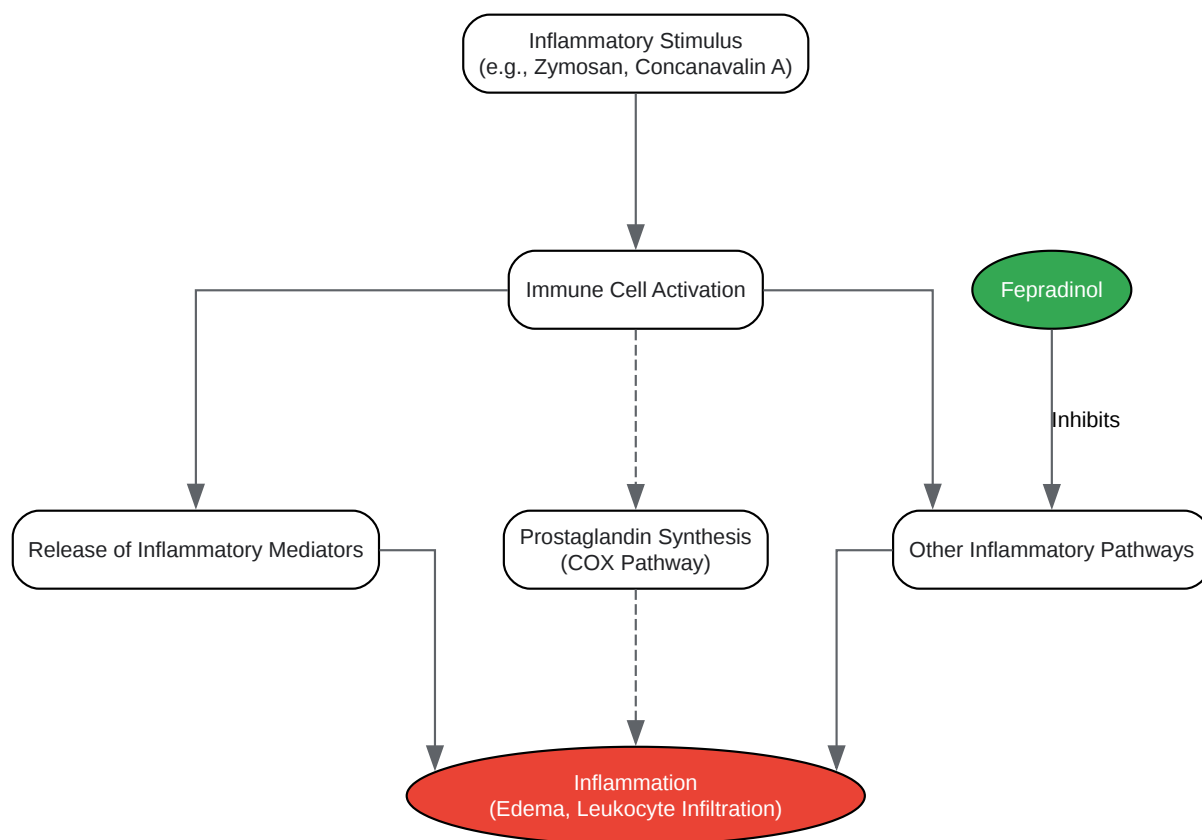 Inflammatory Stimulus
(e.g., Zymosan, Concanavalin A)
Immune Cell Activation
Fepradinol
Inhibits
Release of Inflammatory Mediators
Prostaglandin Synthesis
(COX Pathway)
Other Inflammatory Pathways
Inflammation
(Edema, Leukocyte Infiltration)